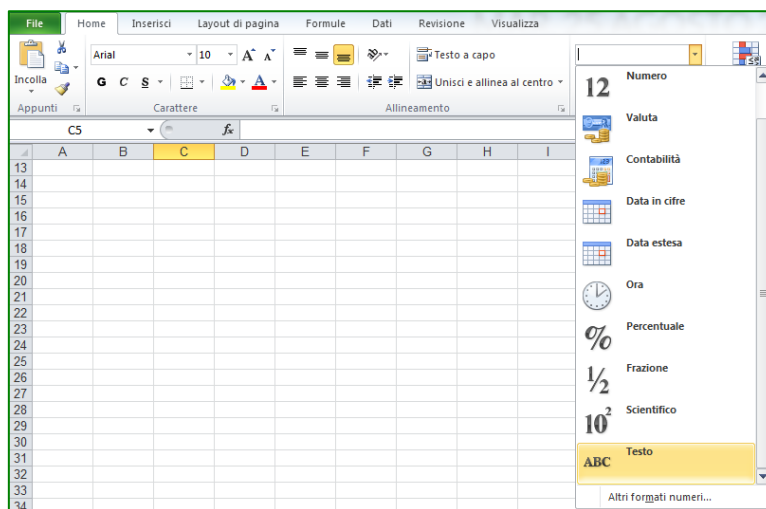 File Home Inserisci Layout di pagina Formule Dati Revisione Visualizza
Arial 10 A A Testo a capo
Incolla G C S A Unisci e allinea al centro
Appunti Carattere Allineamento
C5 fx
A B C D E F G H I
13
14
15
16
17
18
19
20
21
22
23
24
25
26
27
28
29
30
31
32
33
34
12 Numero
Valuta
Contabilità
Data in cifre
Data estesa
Ora
% Percentuale
1/2 Frazione
10² Scientifico
ABC Testo
Altri formati numeri...